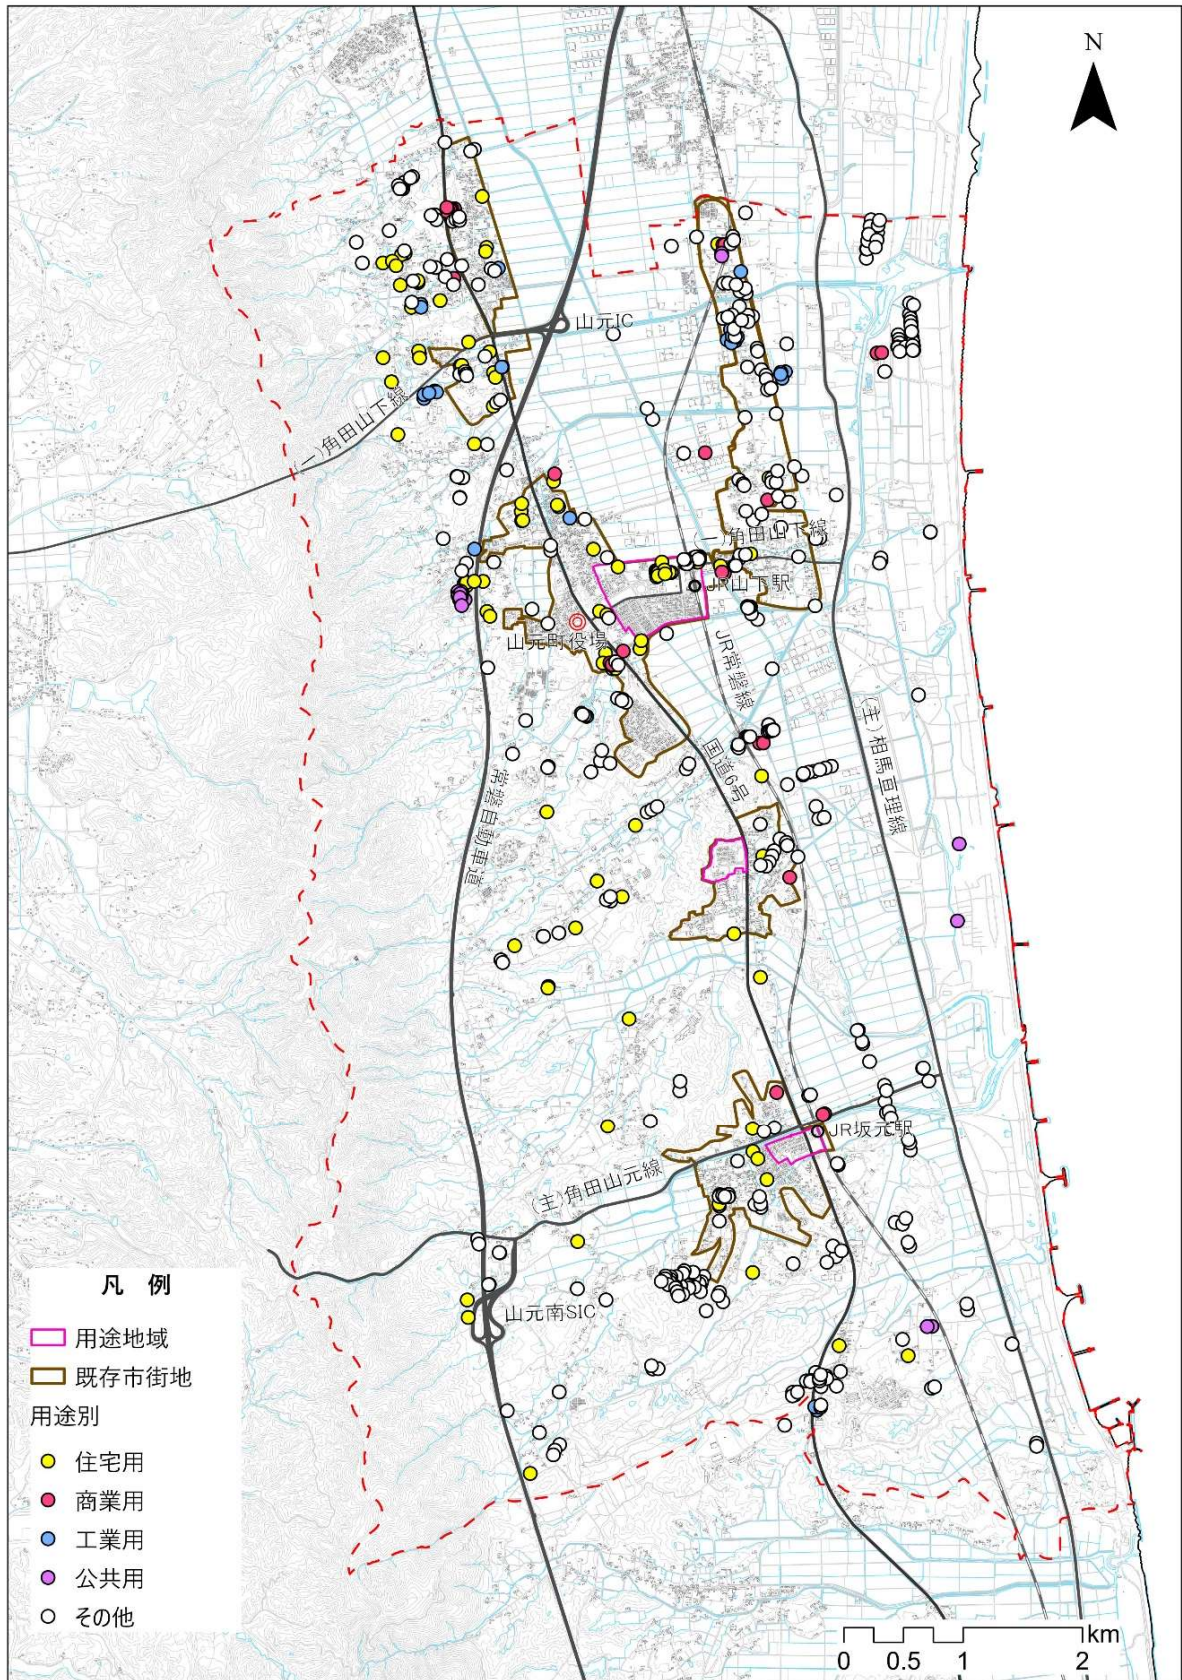 N
山元IC
(一)角田山下線
(一)角田山下線
JR山下駅
山元町役場
JR常磐線
国道6号
(主)相馬亘理線
常磐自動車道
JR坂元駅
(主)角田山元線
山元南SIC
凡 例
用途地域
既存市街地
用途別
住宅用
商業用
工業用
公共用
その他
km
0 0.5 1 2